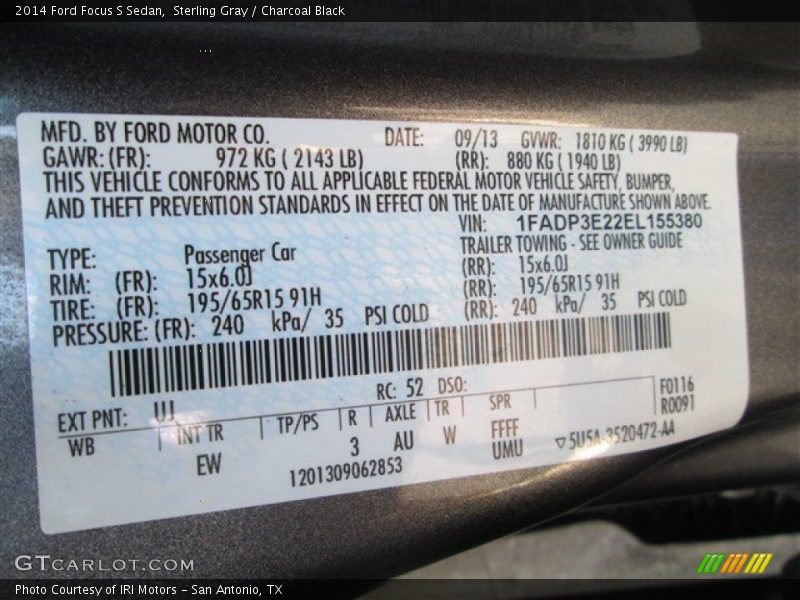 2014 Ford Focus S Sedan,  Sterling Gray / Charcoal Black
MFD. BY FORD MOTOR CO. DATE: 09/13 GVWR: 1810 KG ( 3990 LB)
GAWR: (FR): 972 KG ( 2143 LB) (RR): 880 KG ( 1940 LB)
THIS VEHICLE CONFORMS TO ALL APPLICABLE FEDERAL MOTOR VEHICLE SAFETY, BUMPER,
AND THEFT PREVENTION STANDARDS IN EFFECT ON THE DATE OF MANUFACTURE SHOWN ABOVE.
VIN: 1FADP3E22EL155380
TYPE: Passenger Car TRAILER TOWING - SEE OWNER GUIDE
RIM: (FR): 15x6.0J (RR): 15x6.0J
TIRE: (FR): 195/65R15 91H (RR): 195/65R15 91H
PRESSURE: (FR): 240 kPa/ 35 PSI COLD (RR): 240 kPa/ 35 PSI COLD
RC: 52 DSO:
EXT PNT: UJ F0116
R0091
WB INT TR TP/PS R AXLE TR SPR
EW 3 AU W FFFF
UMU
1201309062853 ▽5U5A-3520472-AA
GTCARLOT.COM
Photo Courtesy of IRI Motors – San Antonio, TX